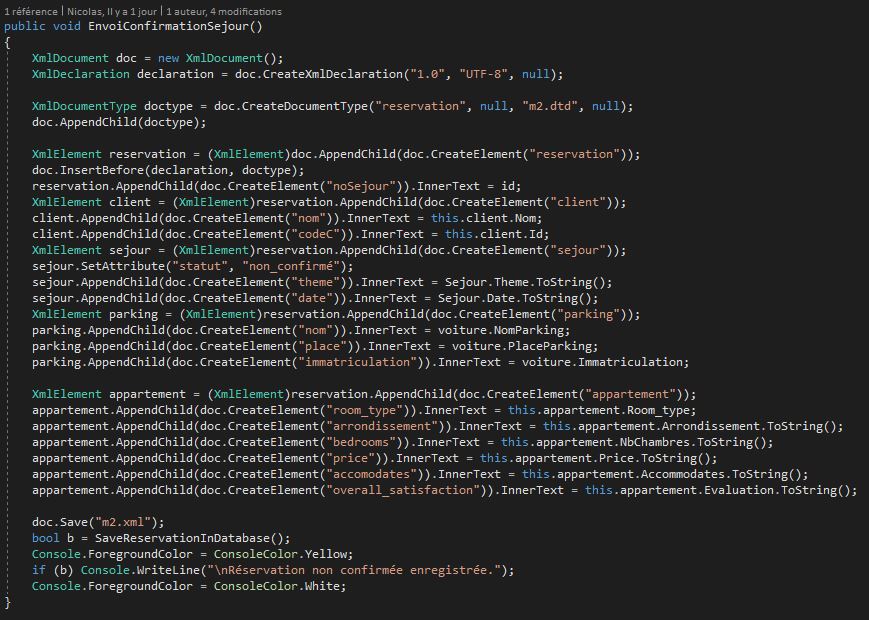 1 référence | Nicolas, Il y a 1 jour | 1 auteur, 4 modifications
public void EnvoiConfirmationSejour()
{
XmlDocument doc = new XmlDocument();
XmlDeclaration declaration = doc.CreateXmlDeclaration("1.0", "UTF-8", null);
XmlDocumentType doctype = doc.CreateDocumentType("reservation", null, "m2.dtd", null);
doc.AppendChild(doctype);
XmlElement reservation = (XmlElement)doc.AppendChild(doc.CreateElement("reservation"));
doc.InsertBefore(declaration, doctype);
reservation.AppendChild(doc.CreateElement("noSejour")).InnerText = id;
XmlElement client = (XmlElement)reservation.AppendChild(doc.CreateElement("client"));
client.AppendChild(doc.CreateElement("nom")).InnerText = this.client.Nom;
client.AppendChild(doc.CreateElement("codeC")).InnerText = this.client.Id;
XmlElement sejour = (XmlElement)reservation.AppendChild(doc.CreateElement("sejour"));
sejour.SetAttribute("statut", "non_confirmé");
sejour.AppendChild(doc.CreateElement("theme")).InnerText = Sejour.Theme.ToString();
sejour.AppendChild(doc.CreateElement("date")).InnerText = Sejour.Date.ToString();
XmlElement parking = (XmlElement)reservation.AppendChild(doc.CreateElement("parking"));
parking.AppendChild(doc.CreateElement("nom")).InnerText = voiture.NomParking;
parking.AppendChild(doc.CreateElement("place")).InnerText = voiture.PlaceParking;
parking.AppendChild(doc.CreateElement("immatriculation")).InnerText = voiture.Immatriculation;
XmlElement appartement = (XmlElement)reservation.AppendChild(doc.CreateElement("appartement"));
appartement.AppendChild(doc.CreateElement("room_type")).InnerText = this.appartement.Room_type;
appartement.AppendChild(doc.CreateElement("arrondissement")).InnerText = this.appartement.Arrondissement.ToString();
appartement.AppendChild(doc.CreateElement("bedrooms")).InnerText = this.appartement.NbChambres.ToString();
appartement.AppendChild(doc.CreateElement("price")).InnerText = this.appartement.Price.ToString();
appartement.AppendChild(doc.CreateElement("accomodates")).InnerText = this.appartement.Accommodates.ToString();
appartement.AppendChild(doc.CreateElement("overall_satisfaction")).InnerText = this.appartement.Evaluation.ToString();
doc.Save("m2.xml");
bool b = SaveReservationInDatabase();
Console.ForegroundColor = ConsoleColor.Yellow;
if (b) Console.WriteLine("\nRéservation non confirmée enregistrée.");
Console.ForegroundColor = ConsoleColor.White;
}